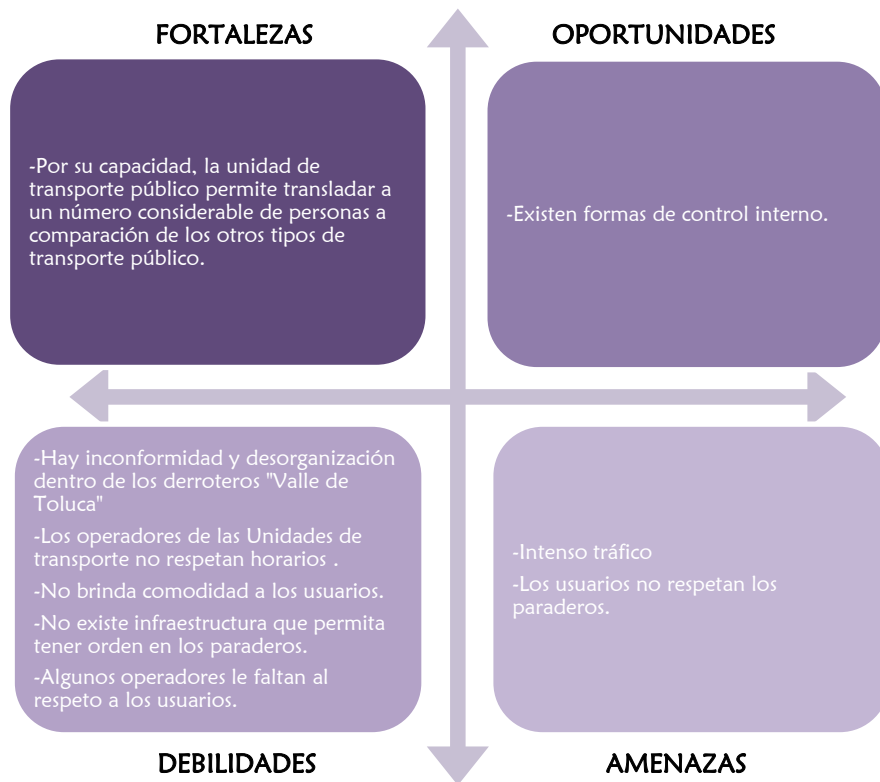 FORTALEZAS
-Por su capacidad, la unidad de
transporte público permite transladar a
un número considerable de personas a
comparación de los otros tipos de
transporte público.
OPORTUNIDADES
-Existen formas de control interno.
-Hay inconformidad y desorganización
dentro de los derroteros "Valle de
Toluca"
-Los operadores de las Unidades de
transporte no respetan horarios .
-No brinda comodidad a los usuarios.
-No existe infraestructura que permita
tener orden en los paraderos.
-Algunos operadores le faltan al
respeto a los usuarios.
DEBILIDADES
-Intenso tráfico
-Los usuarios no respetan los
paraderos.
AMENAZAS